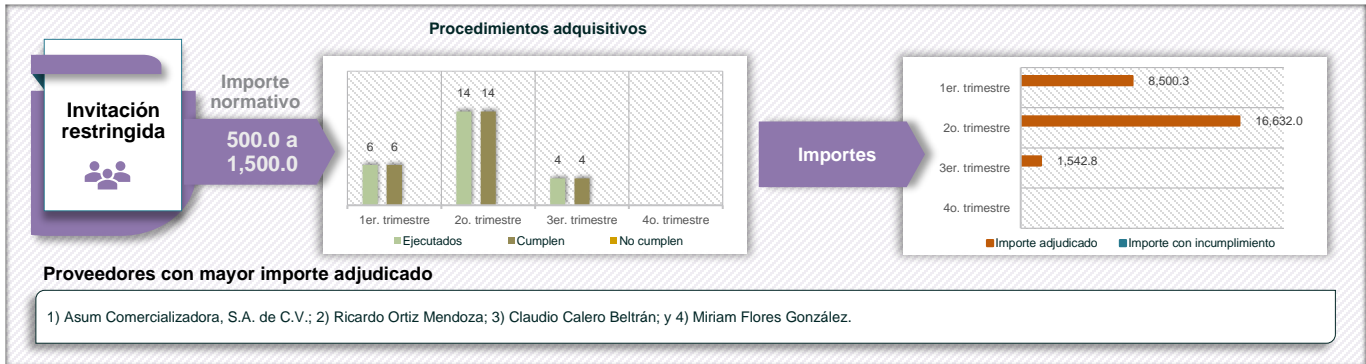 Procedimientos adquisitivos
Invitación
restringida
Importe
normativo
500.0 a
1,500.0
14 14
6 6
4 4
1er. trimestre 2o. trimestre 3er. trimestre 4o. trimestre
Ejecutados Cumplen No cumplen
Importes
1er. trimestre 8,500.3
2o. trimestre 16,632.0
3er. trimestre 1,542.8
4o. trimestre
Importe adjudicado Importe con incumplimiento
Proveedores con mayor importe adjudicado
1) Asum Comercializadora, S.A. de C.V.; 2) Ricardo Ortiz Mendoza; 3) Claudio Calero Beltrán; y 4) Miriam Flores González.